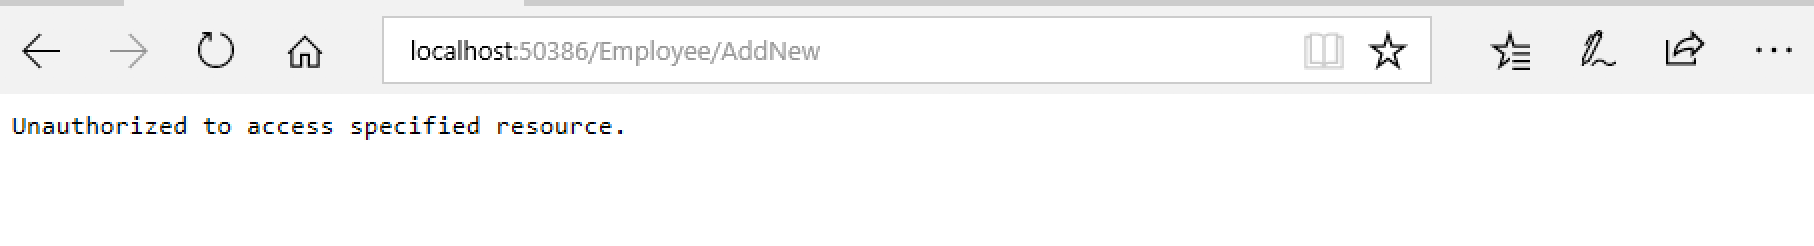 localhost:50386/Employee/AddNew
Unauthorized to access specified resource.